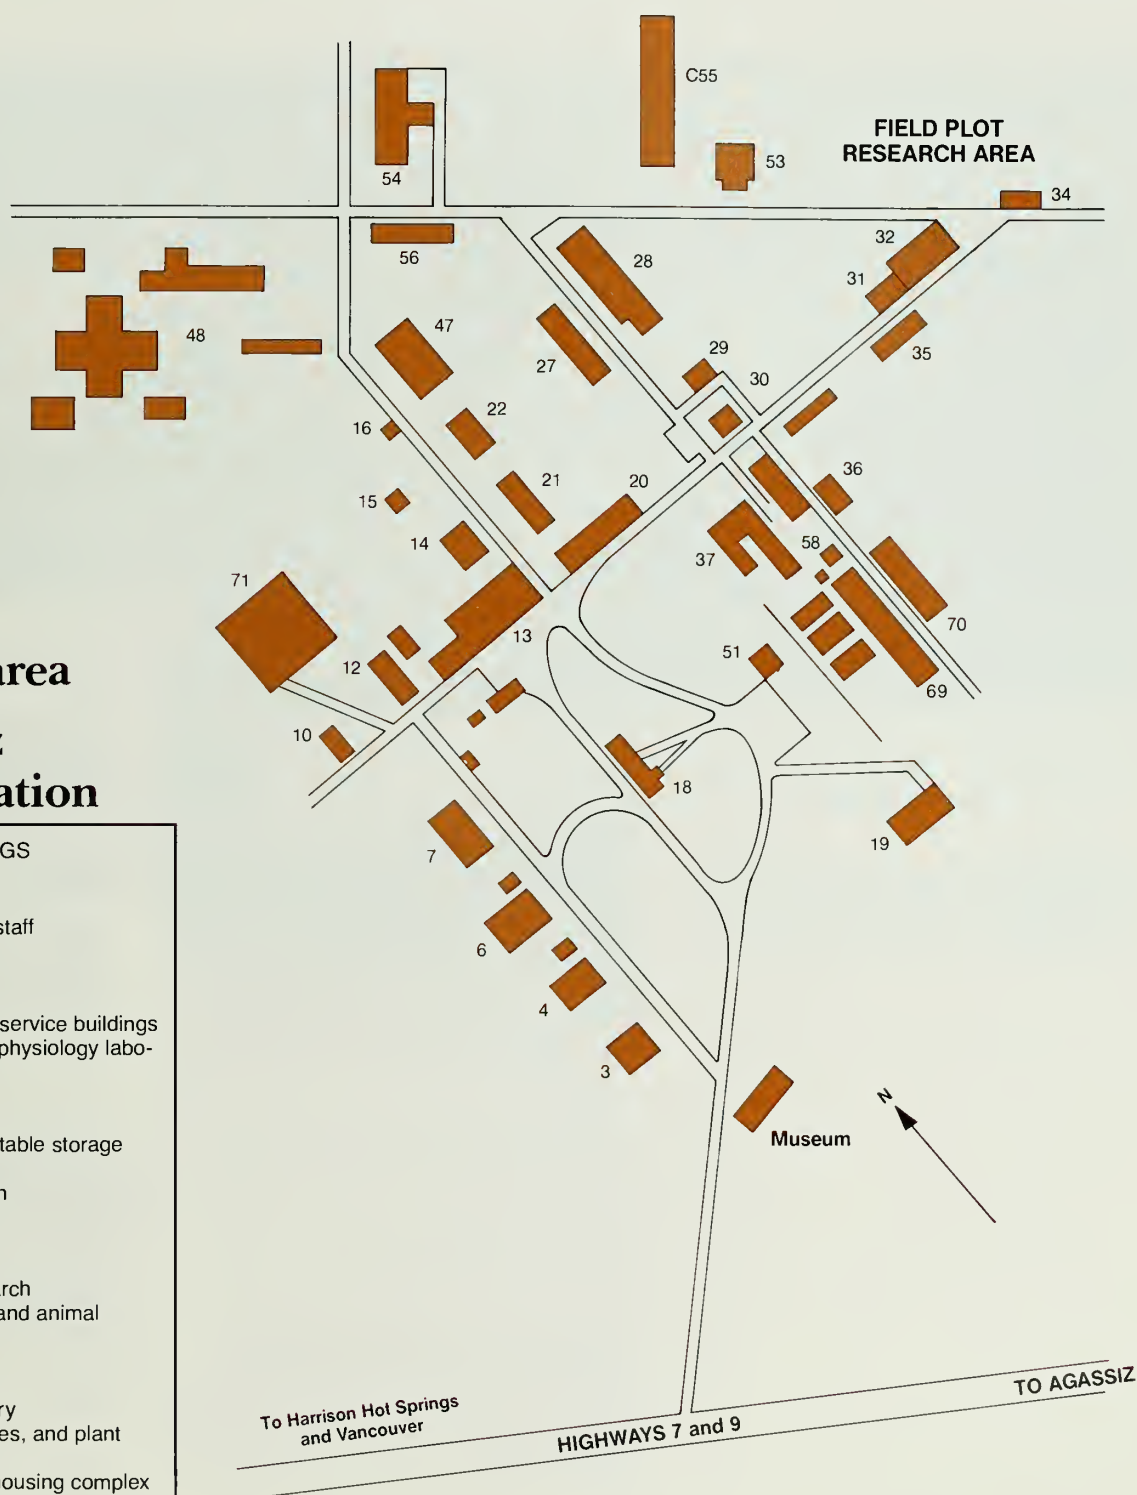 C55
FIELD PLOT
RESEARCH AREA
53
54
34
56
32
28
31
47
48
35
27
29
30
22
16
21
20
36
15
14
58
37
71
13
70
12
51
69
10
18
19
7
6
4
3
N
Museum
area
z
ation
GS
staff
service buildings
physiology labo-
table storage
n
rch
and animal
ry
es, and plant
housing complex
To Harrison Hot Springs
and Vancouver
HIGHWAYS 7 and 9
TO AGASSIZ